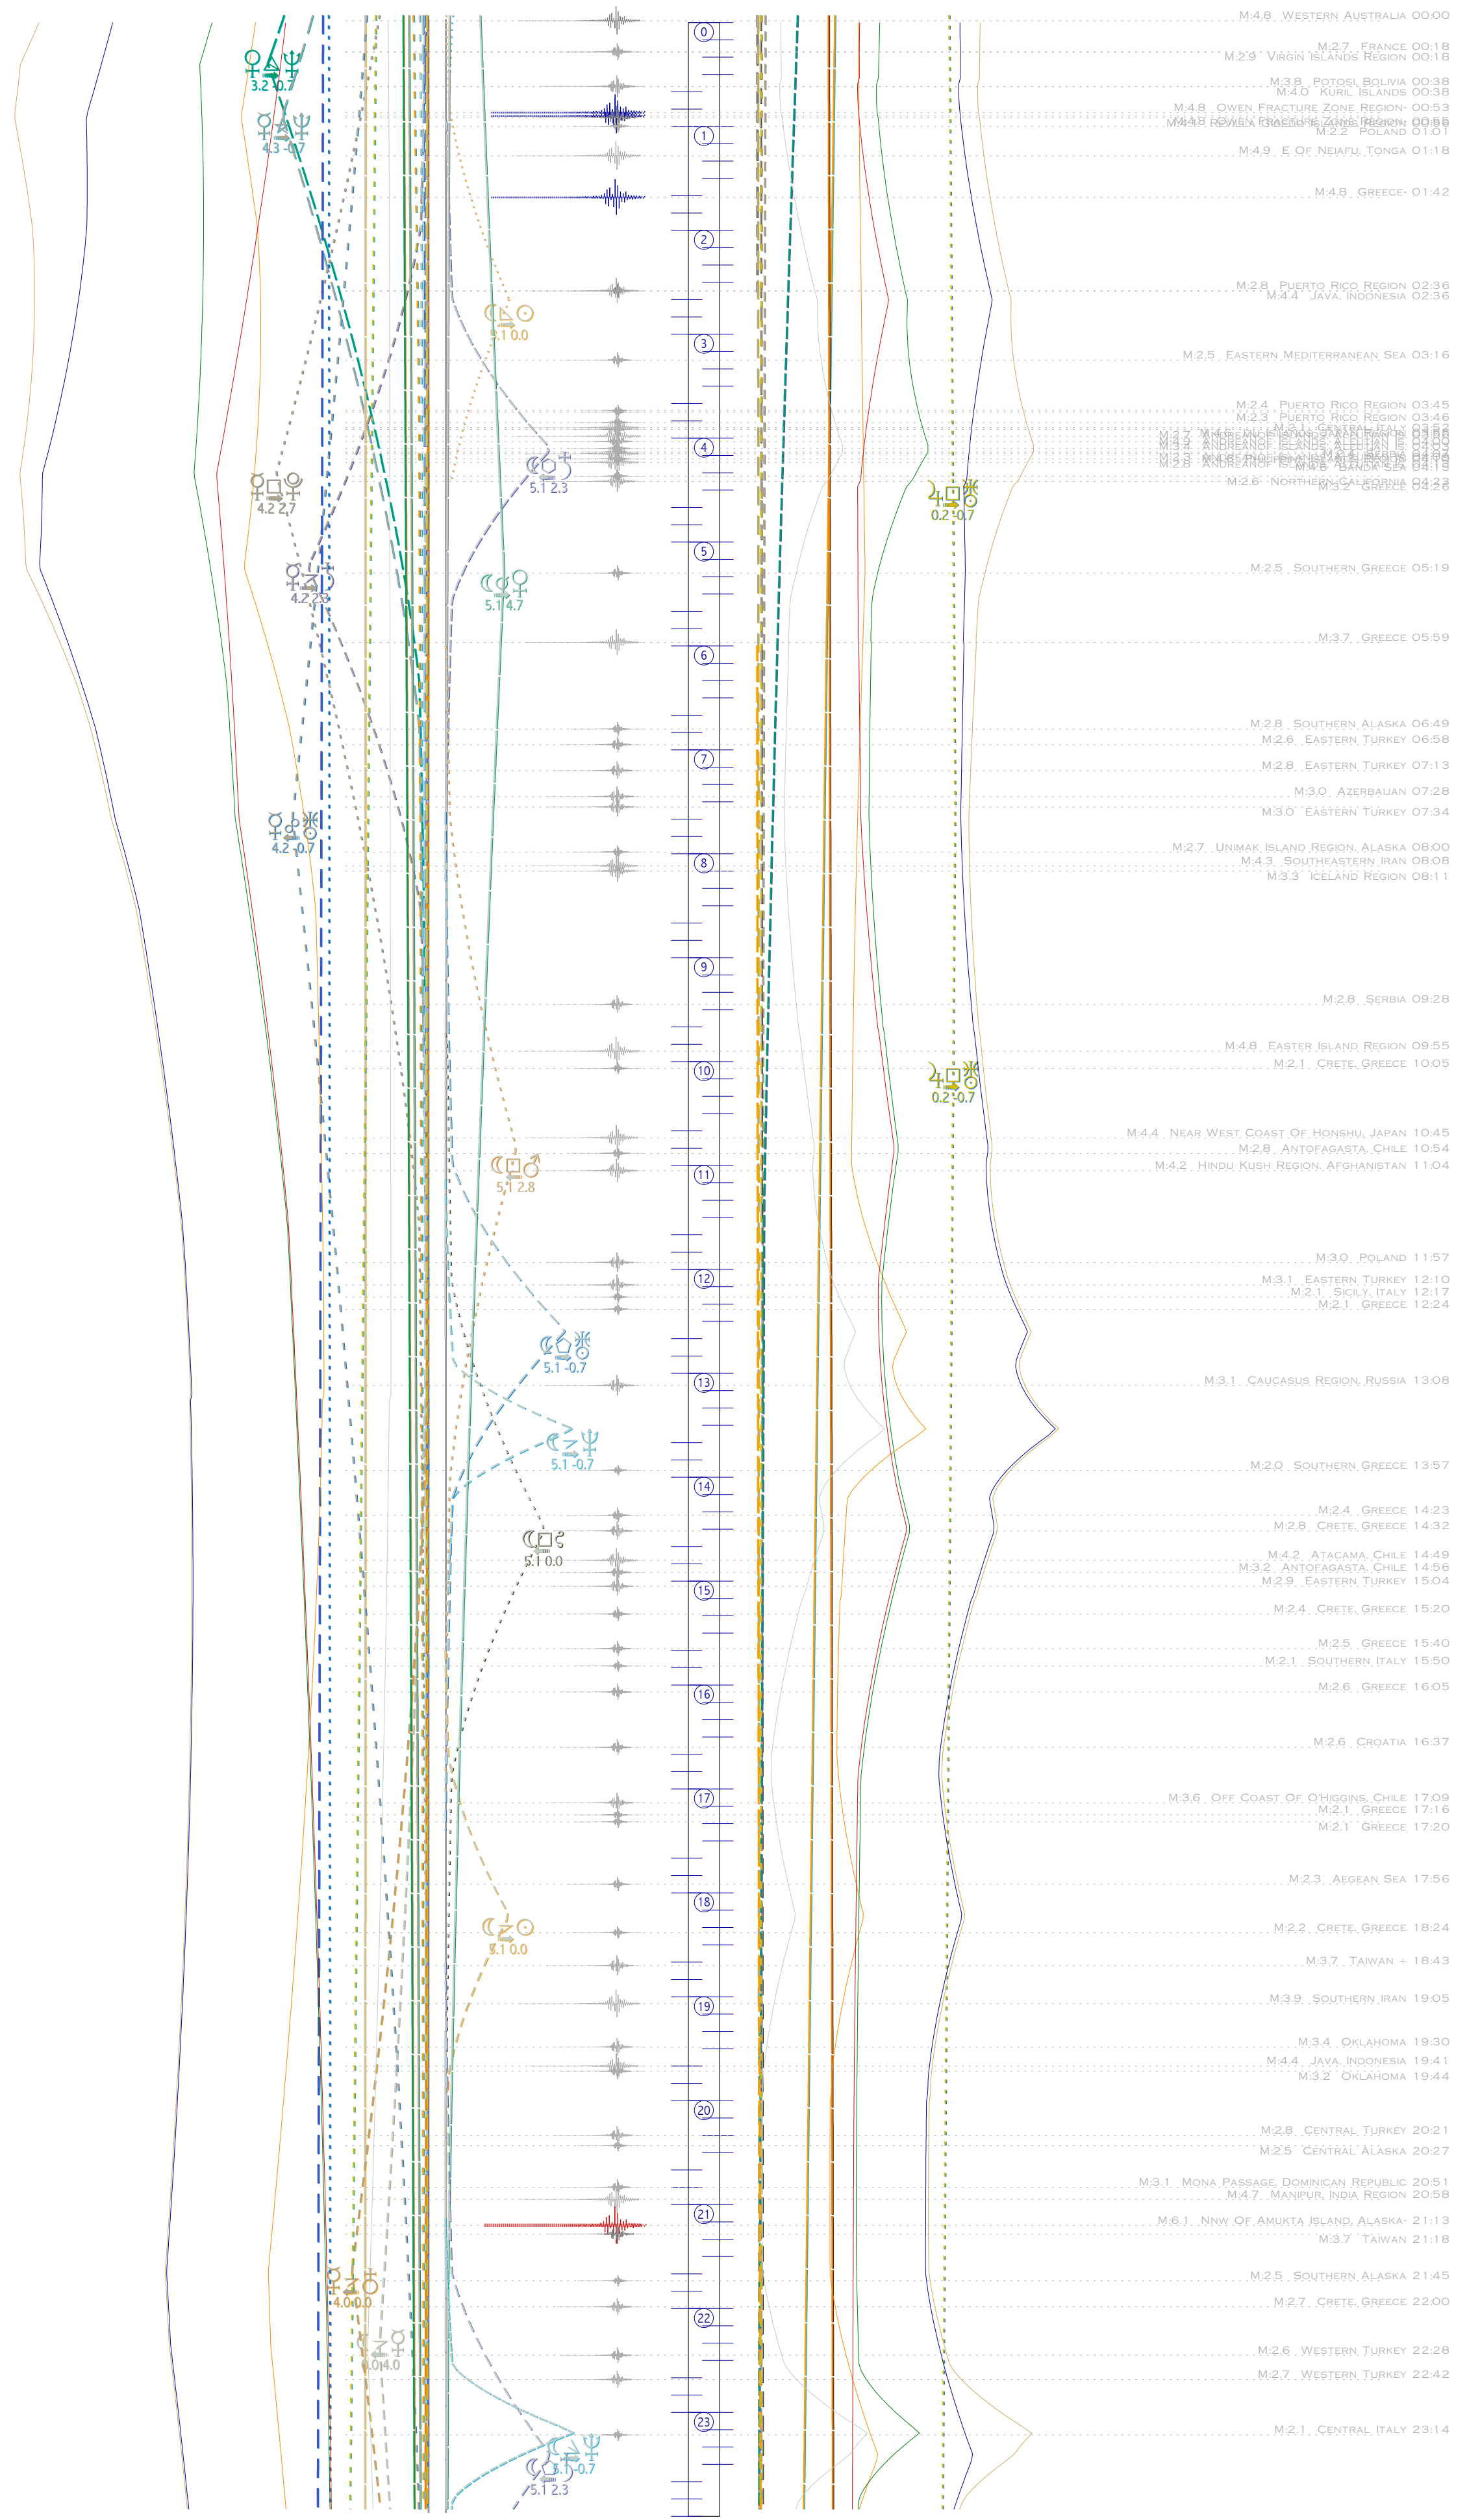 M:4.8 Western Australia 00:00
0
M:2.7 France 00:18
M:2.9 Virgin Islands Region 00:18
3.2 -0.7
M:3.8 Potosi, Bolivia 00:38
M:4.0 Kuril Islands 00:38
M:4.8 Owen Fracture Zone Region- 00:53
M:2.2 Poland 01:01
1
4.3 -0.7
M:4.9 E Of Neiafu, Tonga 01:18
M:4.8 Greece- 01:42
2
M:2.8 Puerto Rico Region 02:36
M:4.4 Java, Indonesia 02:36
5.1 0.0
3
M:2.5 Eastern Mediterranean Sea 03:16
M:2.4 Puerto Rico Region 03:45
M:2.3 Puerto Rico Region 03:46
M:2.1 Central Italy 03:52
4
5.1 2.3
M:2.6 Northern California 04:23
M:3.2 Greece 04:26
4.2 2.7
0.2 -0.7
5
M:2.5 Southern Greece 05:19
4.2 2.3
5.1 4.7
M:3.7 Greece 05:59
6
M:2.8 Southern Alaska 06:49
M:2.6 Eastern Turkey 06:58
7
M:2.8 Eastern Turkey 07:13
M:3.0 Azerbaijan 07:28
M:3.0 Eastern Turkey 07:34
4.2 -0.7
M:2.7 Unimak Island Region, Alaska 08:00
8
M:4.3 Southeastern Iran 08:08
M:3.3 Iceland Region 08:11
9
M:2.8 Serbia 09:28
M:4.8 Easter Island Region 09:55
M:2.1 Crete, Greece 10:05
10
0.2 -0.7
M:4.4 Near West Coast Of Honshu, Japan 10:45
M:2.8 Antofagasta, Chile 10:54
M:4.2 Hindu Kush Region, Afghanistan 11:04
11
5.1 2.8
M:3.0 Poland 11:57
12
M:3.1 Eastern Turkey 12:10
M:2.1 Sicily, Italy 12:17
M:2.1 Greece 12:24
5.1 -0.7
13
M:3.1 Caucasus Region, Russia 13:08
5.1 -0.7
M:2.0 Southern Greece 13:57
14
M:2.4 Greece 14:23
M:2.8 Crete, Greece 14:32
5.1 0.0
M:4.2 Atacama, Chile 14:49
M:3.2 Antofagasta, Chile 14:56
M:2.9 Eastern Turkey 15:04
15
M:2.4 Crete, Greece 15:20
M:2.5 Greece 15:40
M:2.1 Southern Italy 15:50
M:2.6 Greece 16:05
16
M:2.6 Croatia 16:37
17
M:3.6 Off Coast Of O'Higgins, Chile 17:09
M:2.1 Greece 17:16
M:2.1 Greece 17:20
M:2.3 Aegean Sea 17:56
18
M:2.2 Crete, Greece 18:24
5.1 0.0
M:3.7 Taiwan + 18:43
M:3.9 Southern Iran 19:05
19
M:3.4 Oklahoma 19:30
M:4.4 Java, Indonesia 19:41
M:3.2 Oklahoma 19:44
20
M:2.8 Central Turkey 20:21
M:2.5 Central Alaska 20:27
M:3.1 Mona Passage, Dominican Republic 20:51
M:4.7 Manipur, India Region 20:58
21
M:6.1 Nnw Of Amukta Island, Alaska- 21:13
M:3.7 Taiwan 21:18
M:2.5 Southern Alaska 21:45
4.0 0.0
M:2.7 Crete, Greece 22:00
22
M:2.6 Western Turkey 22:28
0.0 4.0
M:2.7 Western Turkey 22:42
23
M:2.1 Central Italy 23:14
5.1 -0.7
5.1 2.3